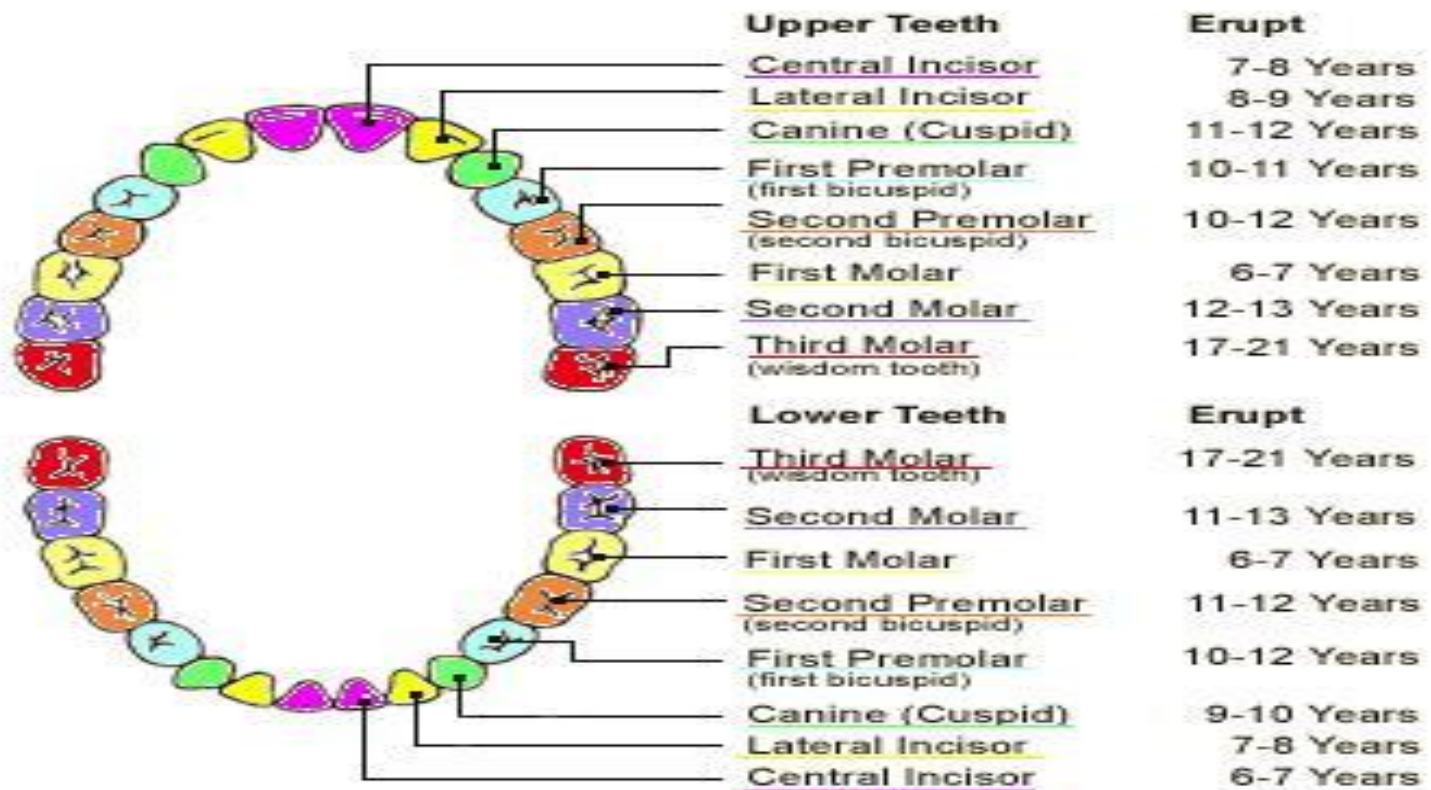 Upper Teeth Erupt
Central Incisor 7-8 Years
Lateral Incisor 8-9 Years
Canine (Cuspid) 11-12 Years
First Premolar 10-11 Years
(first bicuspid)
Second Premolar 10-12 Years
(second bicuspid)
First Molar 6-7 Years
Second Molar 12-13 Years
Third Molar 17-21 Years
(wisdom tooth)
Lower Teeth Erupt
Third Molar 17-21 Years
(wisdom tooth)
Second Molar 11-13 Years
First Molar 6-7 Years
Second Premolar 11-12 Years
(second bicuspid)
First Premolar 10-12 Years
(first bicuspid)
Canine (Cuspid) 9-10 Years
Lateral Incisor 7-8 Years
Central Incisor 6-7 Years